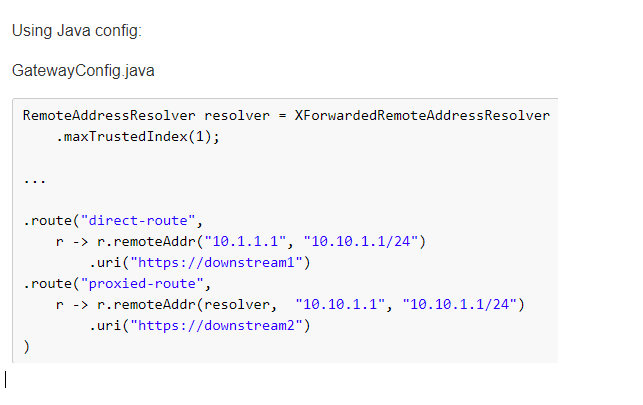 Using Java config:
GatewayConfig.java
RemoteAddressResolver resolver = XForwardedRemoteAddressResolver
    .maxTrustedIndex(1);
...
.route("direct-route",
    r -> r.remoteAddr("10.1.1.1", "10.10.1.1/24")
        .uri("https://downstream1")
.route("proxied-route",
    r -> r.remoteAddr(resolver,  "10.10.1.1", "10.10.1.1/24")
        .uri("https://downstream2")
)